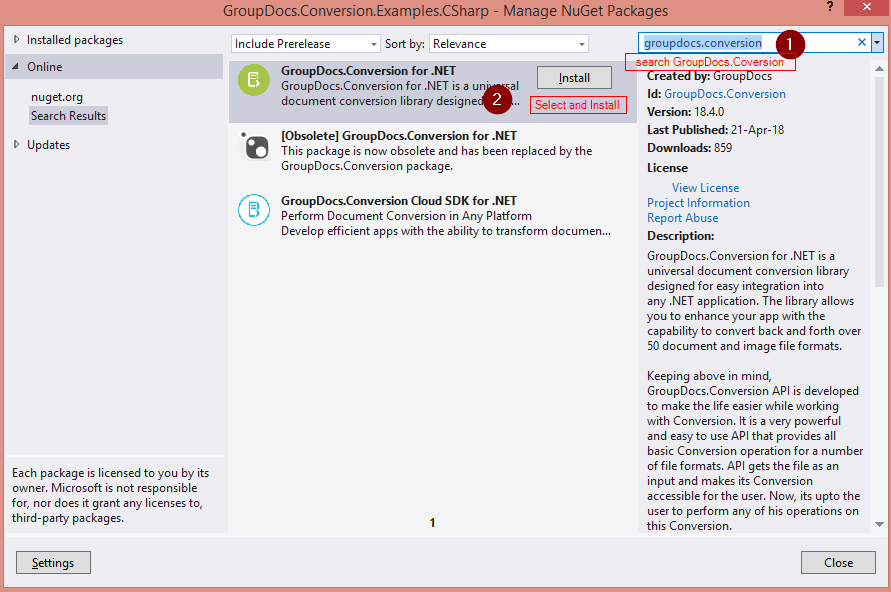 GroupDocs.Conversion.Examples.CSharp - Manage NuGet Packages
?
x
Installed packages
Online
nuget.org
Search Results
Updates
Each package is licensed to you by its
owner. Microsoft is not responsible
for, nor does it grant any licenses to,
third-party packages.
Settings
Include Prerelease
Sort by:
Relevance
GroupDocs.Conversion for .NET
GroupDocs.Conversion for .NET is a universal
document conversion library designed
Install
2
Select and Install
[Obsolete] GroupDocs.Conversion for .NET
This package is now obsolete and has been replaced by the
GroupDocs.Conversion package.
GroupDocs.Conversion Cloud SDK for .NET
Perform Document Conversion in Any Platform
Develop efficient apps with the ability to transform documen...
1
groupdocs.conversion
x
1
search GroupDocs.Coversion
Created by: GroupDocs
Id: GroupDocs.Conversion
Version: 18.4.0
Last Published: 21-Apr-18
Downloads: 859
License
View License
Project Information
Report Abuse
Description:
GroupDocs.Conversion for .NET is a
universal document conversion library
designed for easy integration into
any .NET application. The library allows
you to enhance your app with the
capability to convert back and forth over
50 document and image file formats.
Keeping above in mind,
GroupDocs.Conversion API is developed
to make the life easier while working
with Conversion. It is a very powerful
and easy to use API that provides all
basic Conversion operation for a number
of file formats. API gets the file as an
input and makes its Conversion
accessible for the user. Now, its upto the
user to perform any of his operations on
this Conversion.
Close